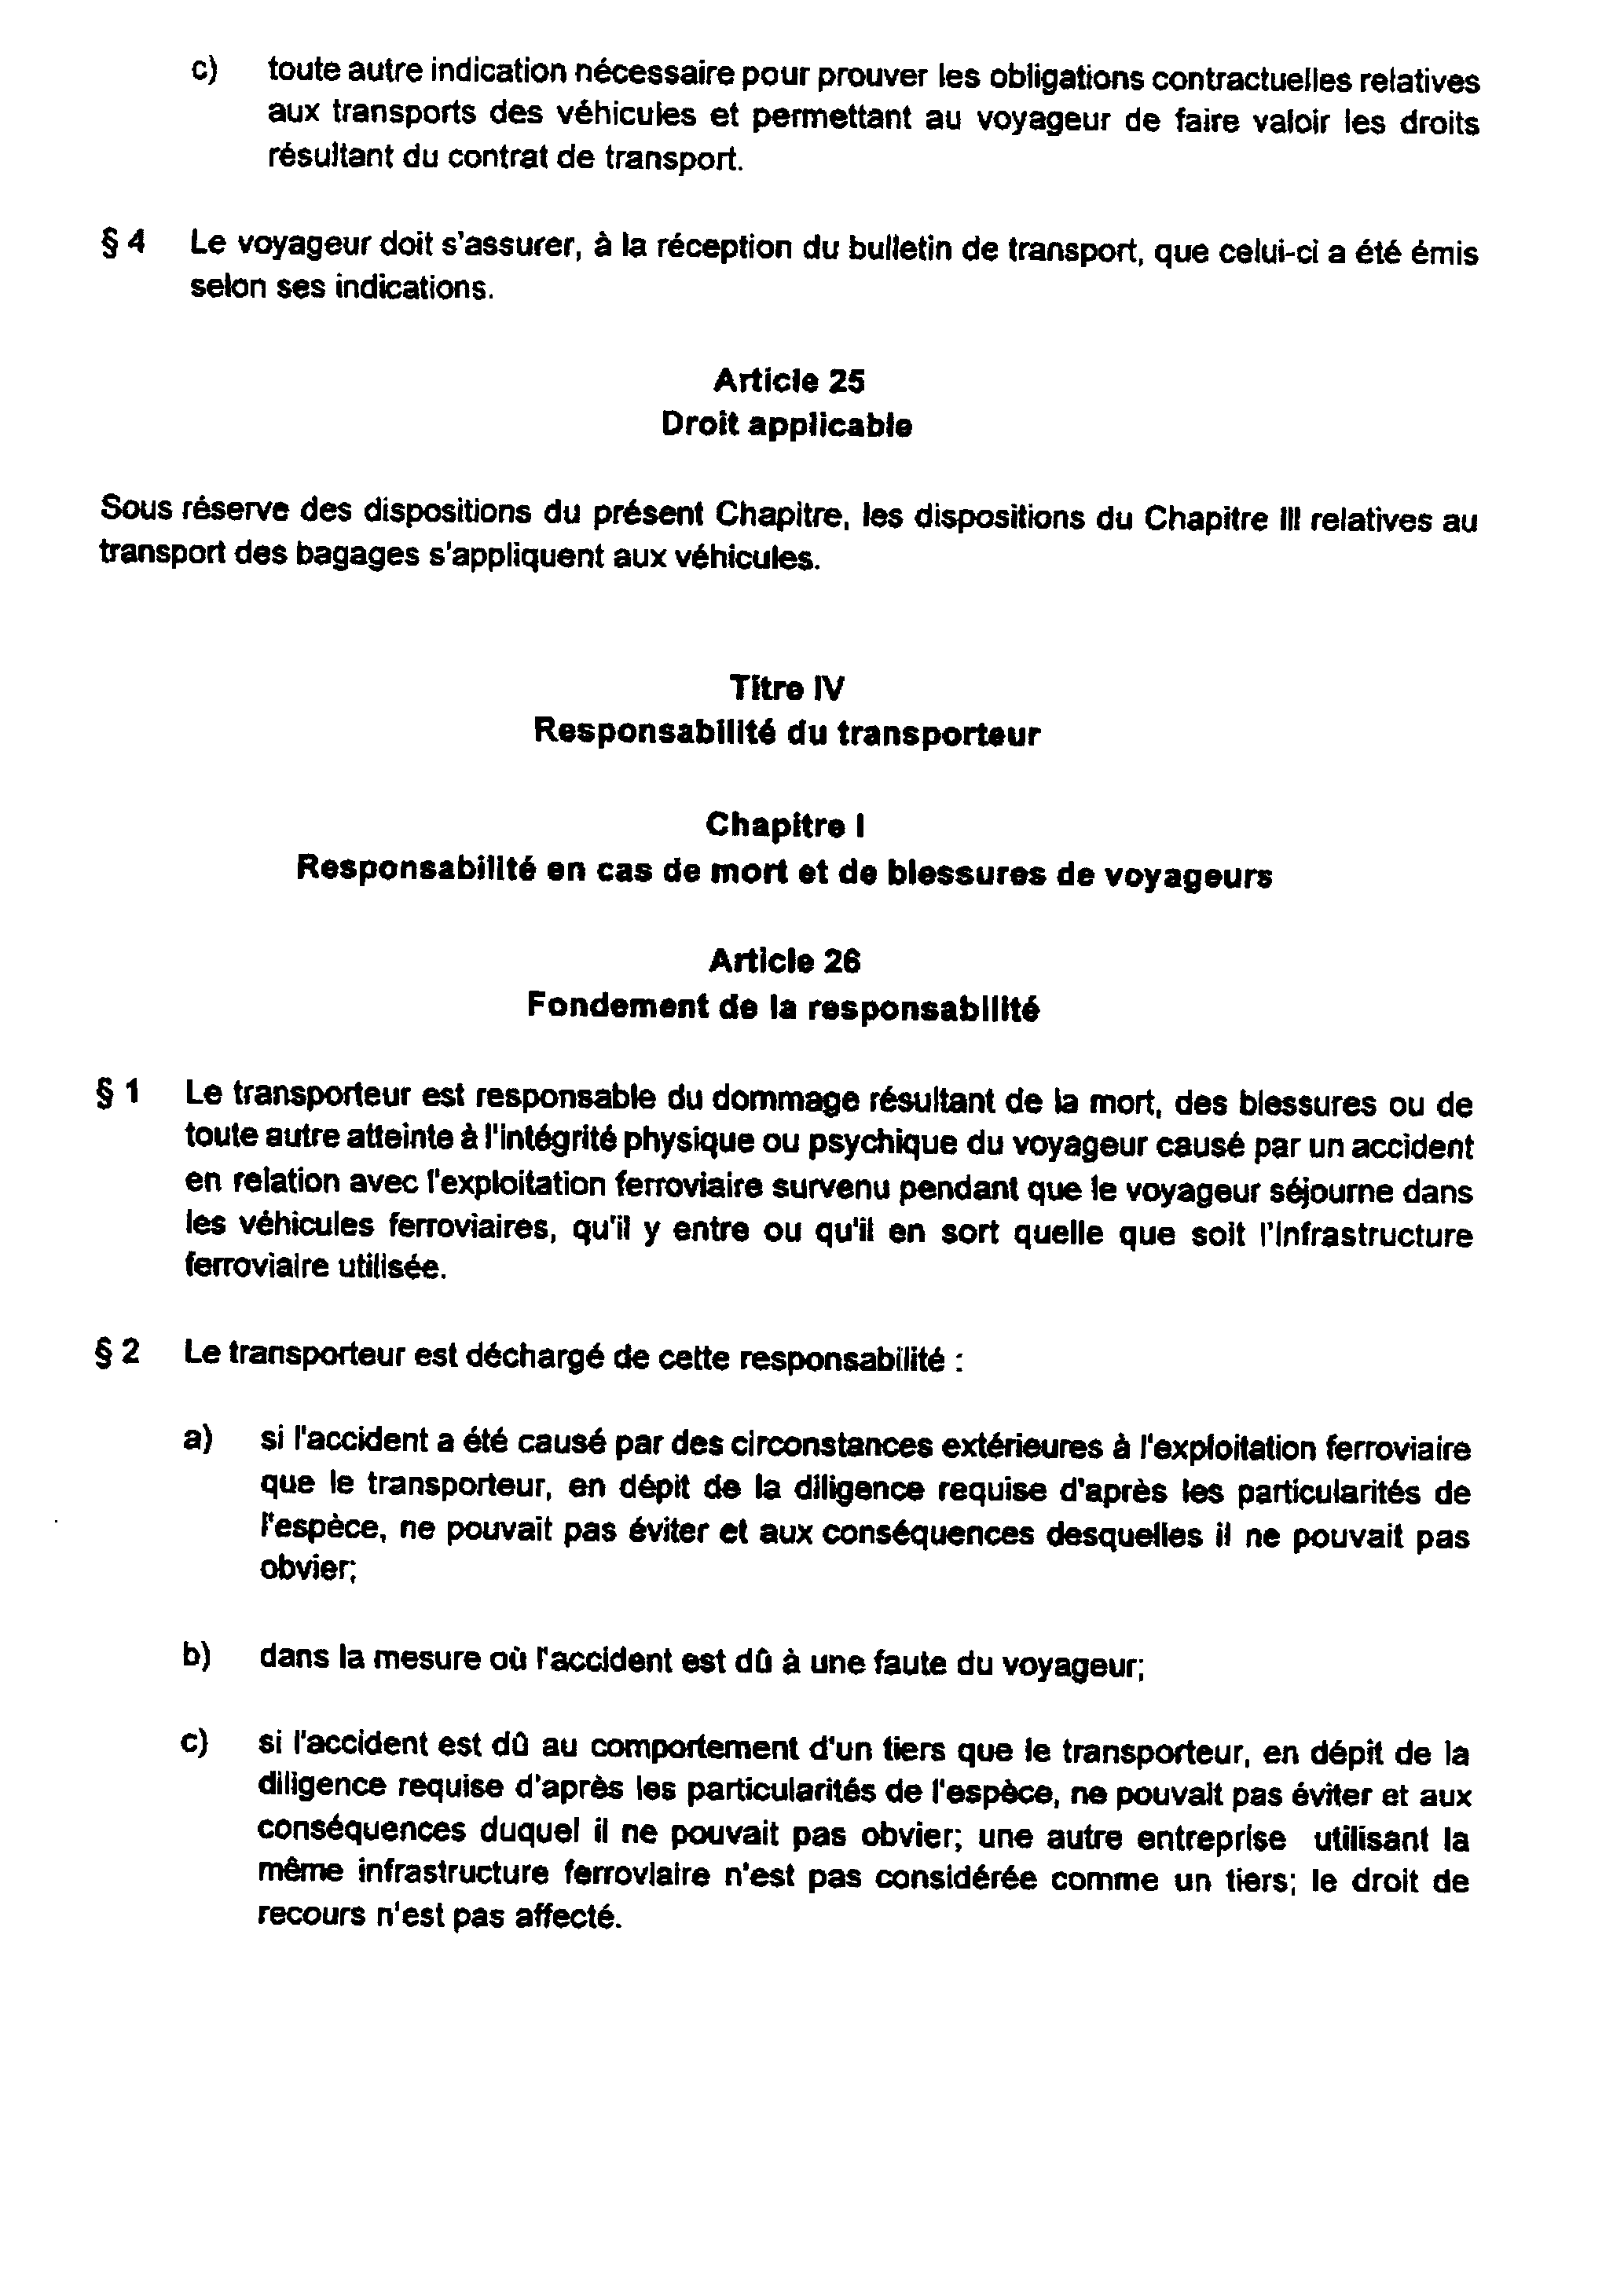 c) toute autre indication nécessaire pour prouver les obligations contractuelles relatives
aux transports des véhicules et permettant au voyageur de faire valoir les droits
résultant du contrat de transport.
§ 4 Le voyageur doit s'assurer, à la réception du bulletin de transport, que celui-ci a été émis
selon ses indications.
Article 25
Droit applicable
Sous réserve des dispositions du présent Chapitre, les dispositions du Chapitre III relatives au
transport des bagages s'appliquent aux véhicules.
Titre IV
Responsabilité du transporteur
Chapitre I
Responsabilité en cas de mort et de blessures de voyageurs
Article 26
Fondement de la responsabilité
§ 1 Le transporteur est responsable du dommage résultant de la mort, des blessures ou de
toute autre atteinte à l'intégrité physique ou psychique du voyageur causé par un accident
en relation avec l'exploitation ferroviaire survenu pendant que le voyageur séjourne dans
les véhicules ferroviaires, qu'il y entre ou qu'il en sort quelle que soit l'infrastructure
ferroviaire utilisée.
§ 2 Le transporteur est déchargé de cette responsabilité :
a) si l'accident a été causé par des circonstances extérieures à l'exploitation ferroviaire
que le transporteur, en dépit de la diligence requise d'après les particularités de
l'espèce, ne pouvait pas éviter et aux conséquences desquelles il ne pouvait pas
obvier;
b) dans la mesure où l'accident est dû à une faute du voyageur;
c) si l'accident est dû au comportement d'un tiers que le transporteur, en dépit de la
diligence requise d'après les particularités de l'espèce, ne pouvait pas éviter et aux
conséquences duquel il ne pouvait pas obvier; une autre entreprise utilisant la
même infrastructure ferroviaire n'est pas considérée comme un tiers; le droit de
recours n'est pas affecté.